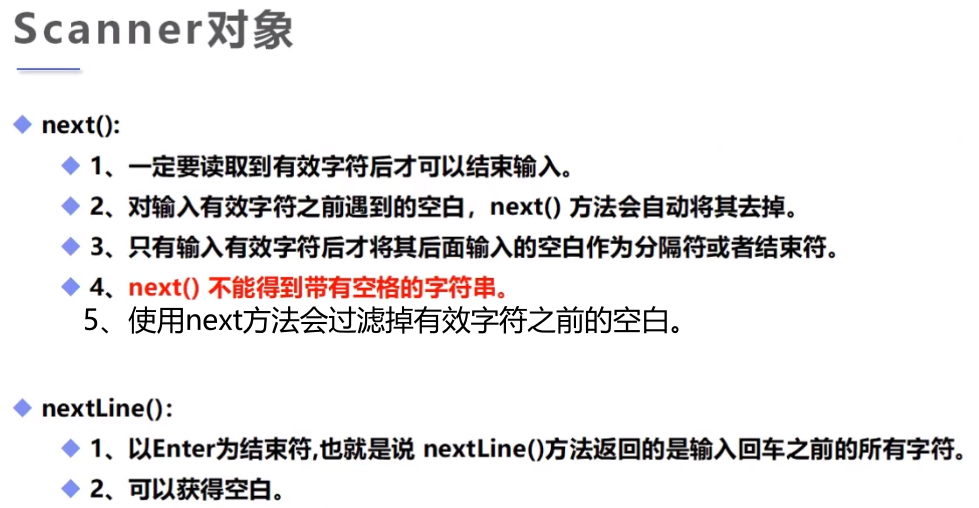 Scanner对象
next():
1、一定要读取到有效字符后才可以结束输入。
2、对输入有效字符之前遇到的空白，next() 方法会自动将其去掉。
3、只有输入有效字符后才将其后面输入的空白作为分隔符或者结束符。
4、next() 不能得到带有空格的字符串。
5、使用next方法会过滤掉有效字符之前的空白。
nextLine():
1、以Enter为结束符,也就是说 nextLine()方法返回的是输入回车之前的所有字符。
2、可以获得空白。